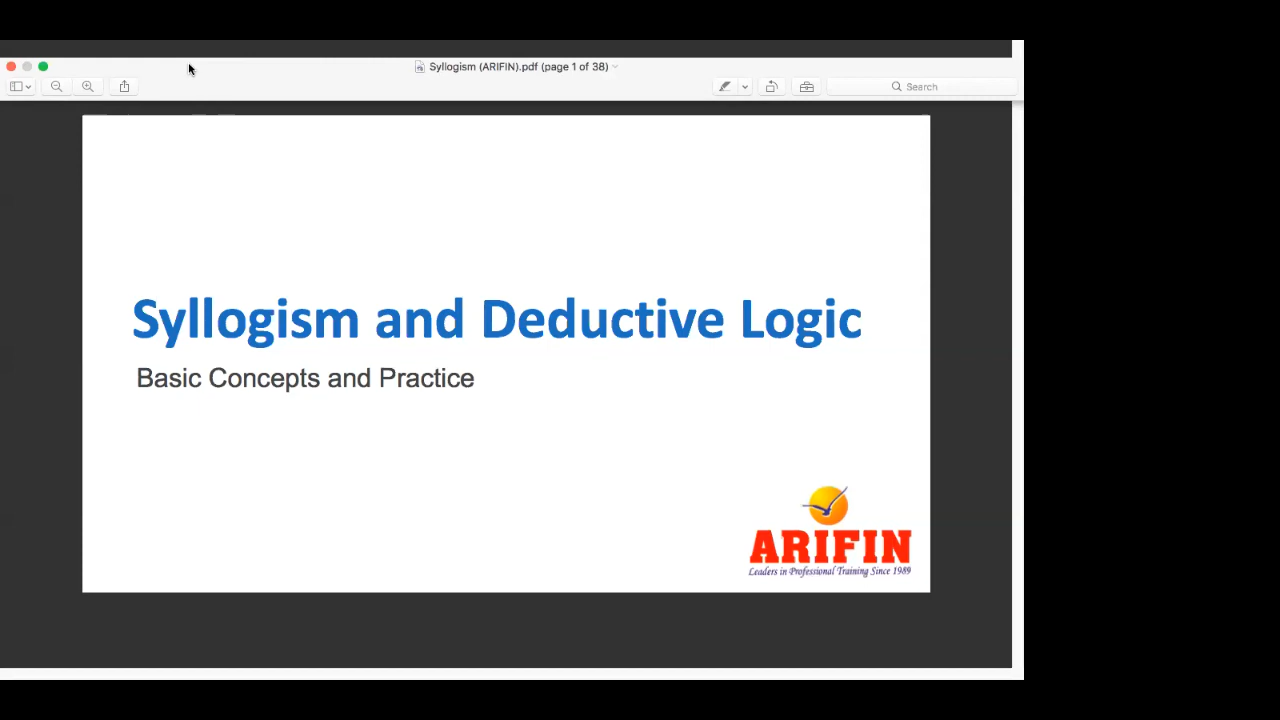 Syllogism (ARIFIN).pdf (page 1 of 38)
Search
Syllogism and Deductive Logic
Basic Concepts and Practice
ARIFIN
Leaders in Professional Training Since 1989